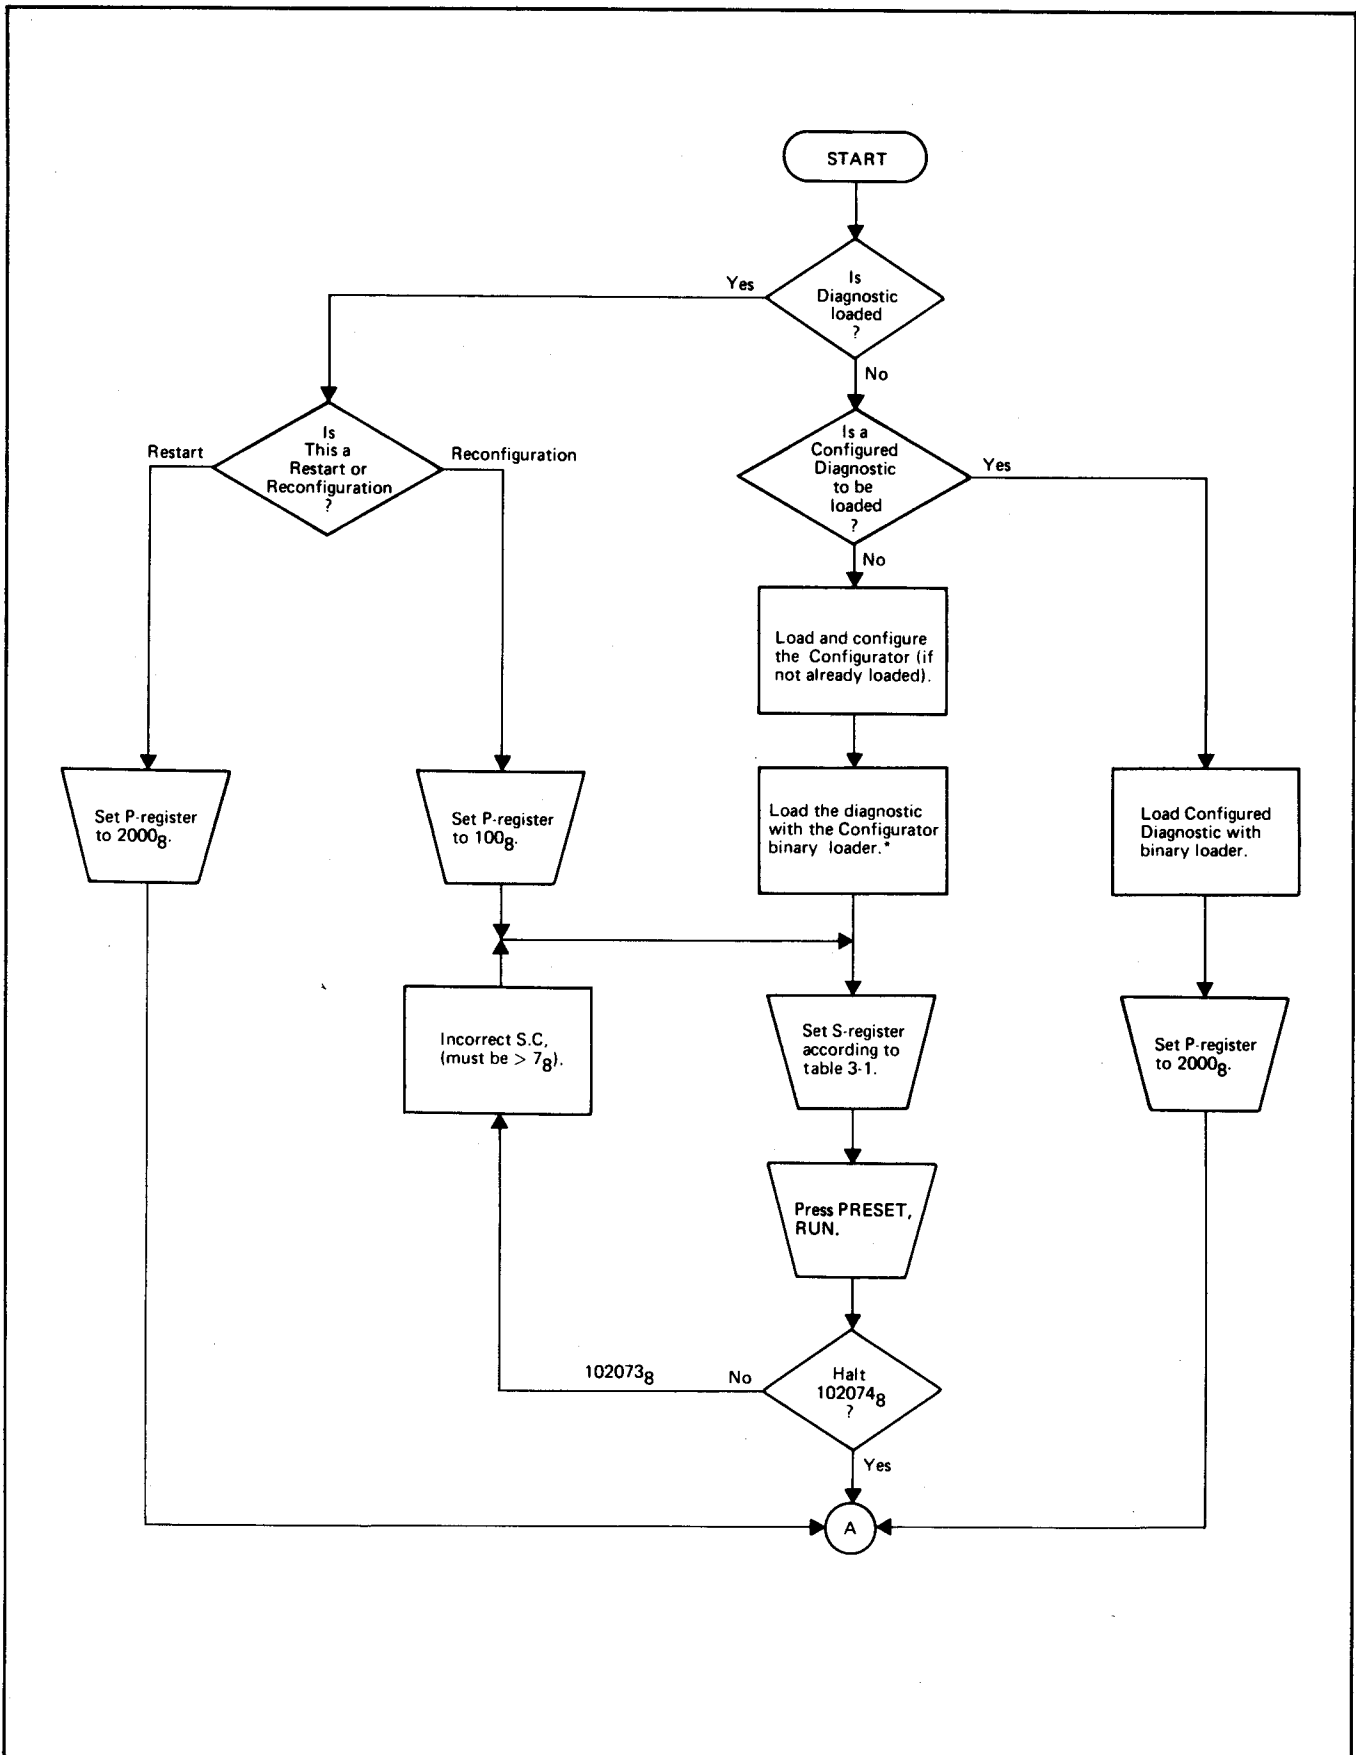 START
Is
Diagnostic
loaded
?
Yes
No
Is
This a
Restart or
Reconfiguration
?
Restart
Reconfiguration
Is a
Configured
Diagnostic
to be
loaded
?
Yes
No
Load and configure
the Configurator (if
not already loaded).
Set P-register
to 2000₈.
Set P-register
to 100₈.
Load the diagnostic
with the Configurator
binary loader.*
Load Configured
Diagnostic with
binary loader.
Incorrect S.C,
(must be > 7₈).
Set S-register
according to
table 3-1.
Set P-register
to 2000₈.
Press PRESET,
RUN.
102073₈
No
Halt
102074₈
?
Yes
A